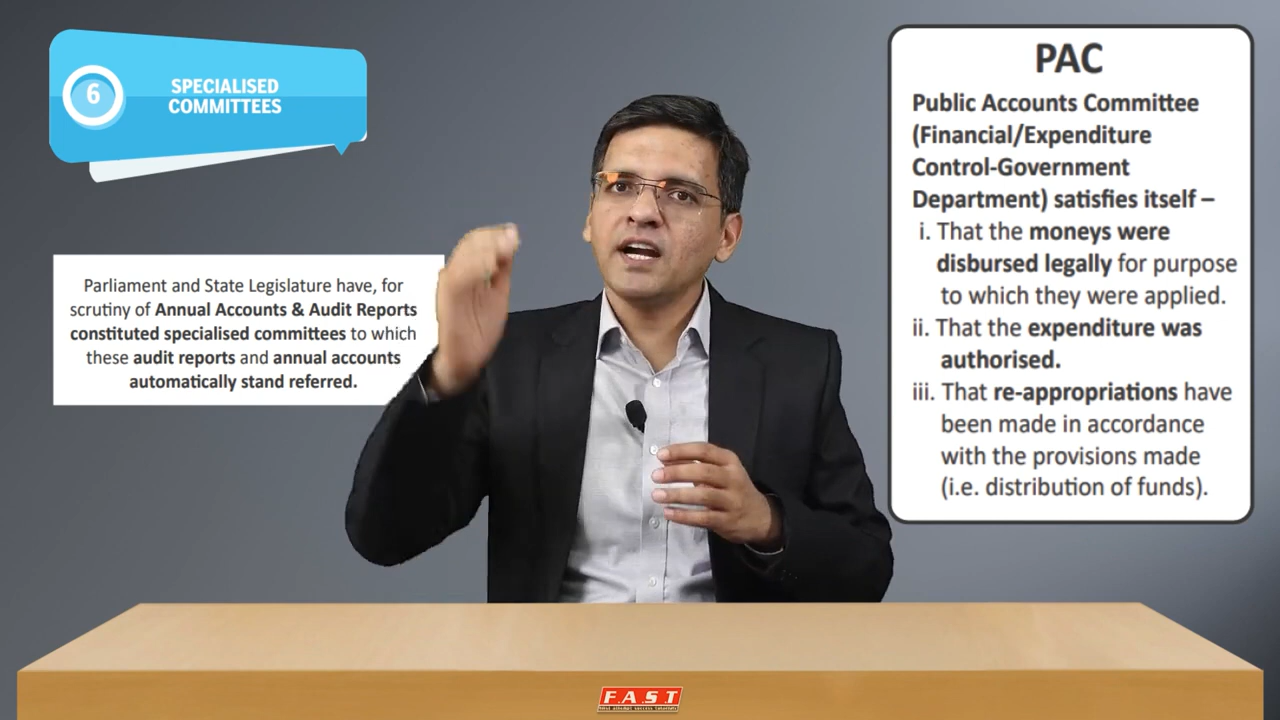 6
SPECIALISED
COMMITTEES
Parliament and State Legislature have, for
scrutiny of Annual Accounts & Audit Reports
constituted specialised committees to which
these audit reports and annual accounts
automatically stand referred.
PAC
Public Accounts Committee
(Financial/Expenditure
Control-Government
Department) satisfies itself –
i. That the moneys were
disbursed legally for purpose
to which they were applied.
ii. That the expenditure was
authorised.
iii. That re-appropriations have
been made in accordance
with the provisions made
(i.e. distribution of funds).
F.A.S.T